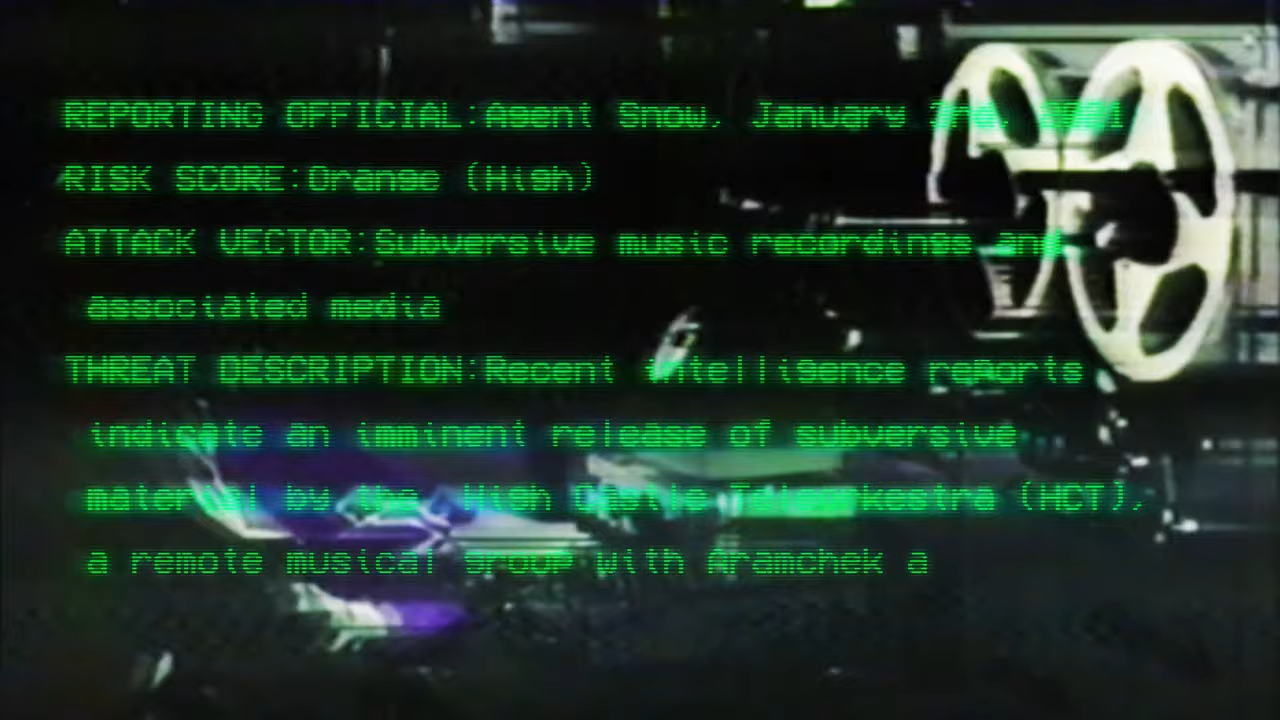 REPORTING OFFICIAL:Agent Snow, January
RISK SCORE:Orange (High)
ATTACK VECTOR:Subversive music recordings and
associated media
THREAT DESCRIPTION:Recent intelligence reports
indicate an imminent release of subversive
material by the High Castle Teleorkestra (HCT),
a remote musical group with Aramchek a